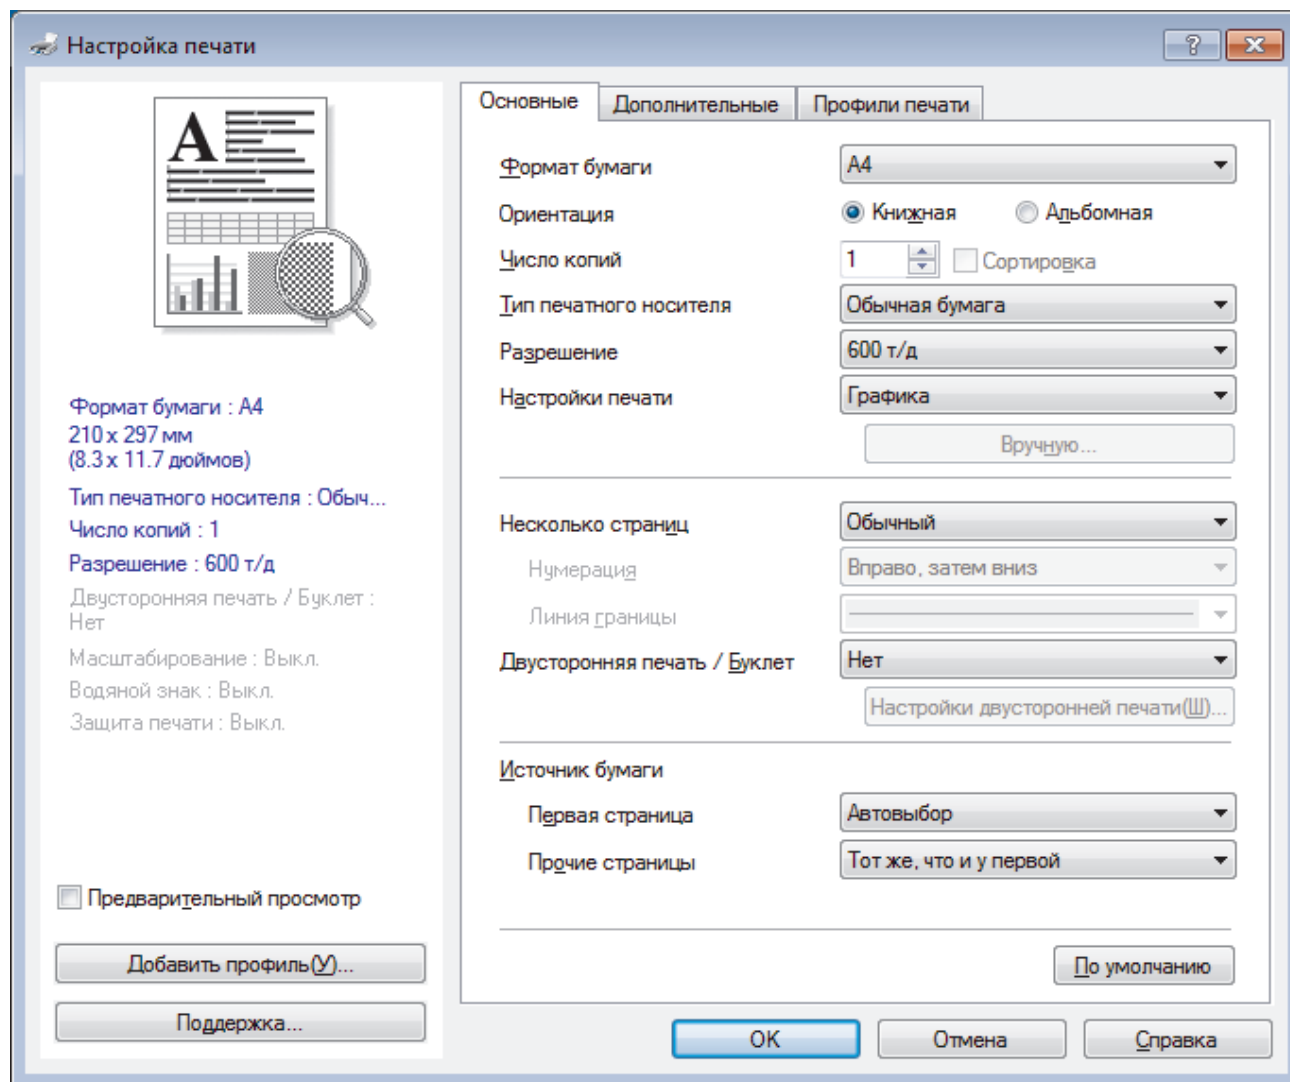 Настройка печати
Основные
Дополнительные
Профили печати
A
Формат бумаги : A4
210 x 297 мм
(8.3 x 11.7 дюймов)
Тип печатного носителя : Обыч...
Число копий : 1
Разрешение : 600 т/д
Двусторонняя печать / Буклет :
Нет
Масштабирование : Выкл.
Водяной знак : Выкл.
Защита печати : Выкл.
Предварительный просмотр
Добавить профиль(У)...
Поддержка...
Формат бумаги A4
Ориентация Книжная Альбомная
Число копий 1 Сортировка
Тип печатного носителя Обычная бумага
Разрешение 600 т/д
Настройки печати Графика
Вручную...
Несколько страниц Обычный
Нумерация Вправо, затем вниз
Линия границы
Двусторонняя печать / Буклет Нет
Настройки двусторонней печати(Ш)...
Источник бумаги
Первая страница Автовыбор
Прочие страницы Тот же, что и у первой
По умолчанию
OK Отмена Справка